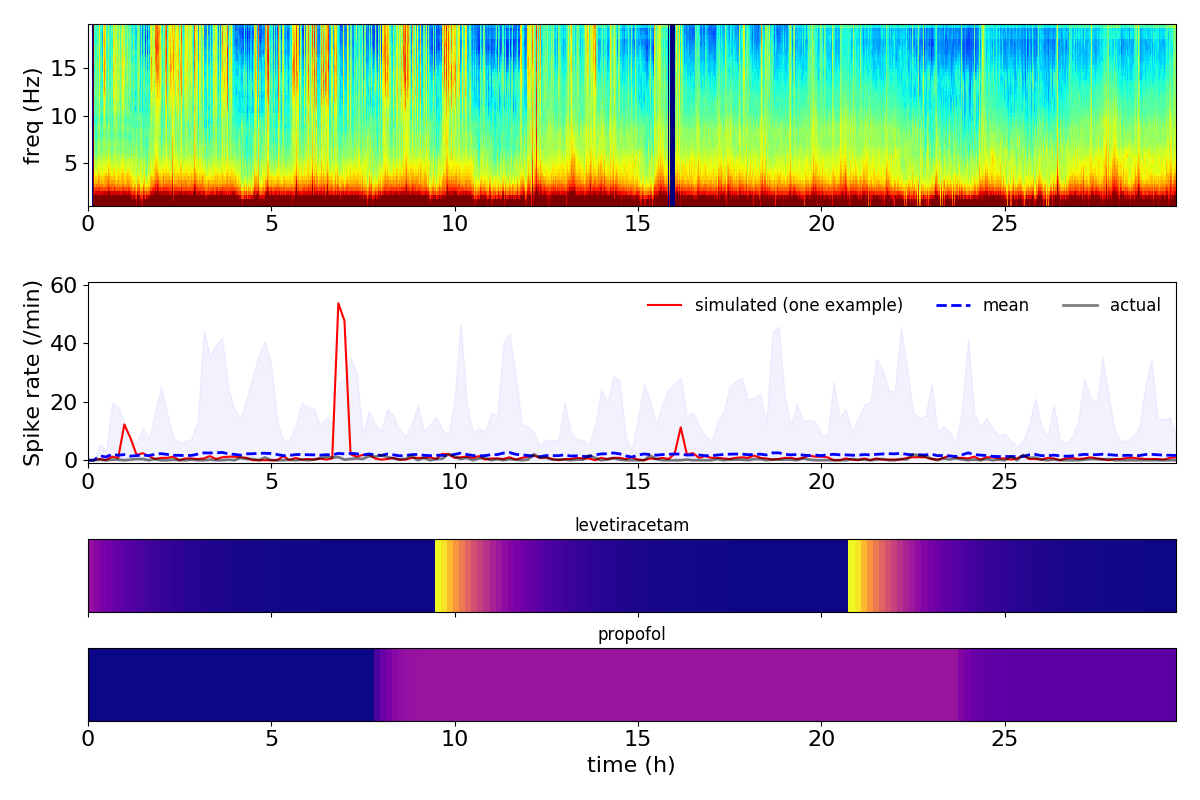 freq (Hz)
15
10
5
0 5 10 15 20 25
Spike rate (/min)
60
40
20
0
simulated (one example) mean actual
0 5 10 15 20 25
levetiracetam
propofol
0 5 10 15 20 25
time (h)